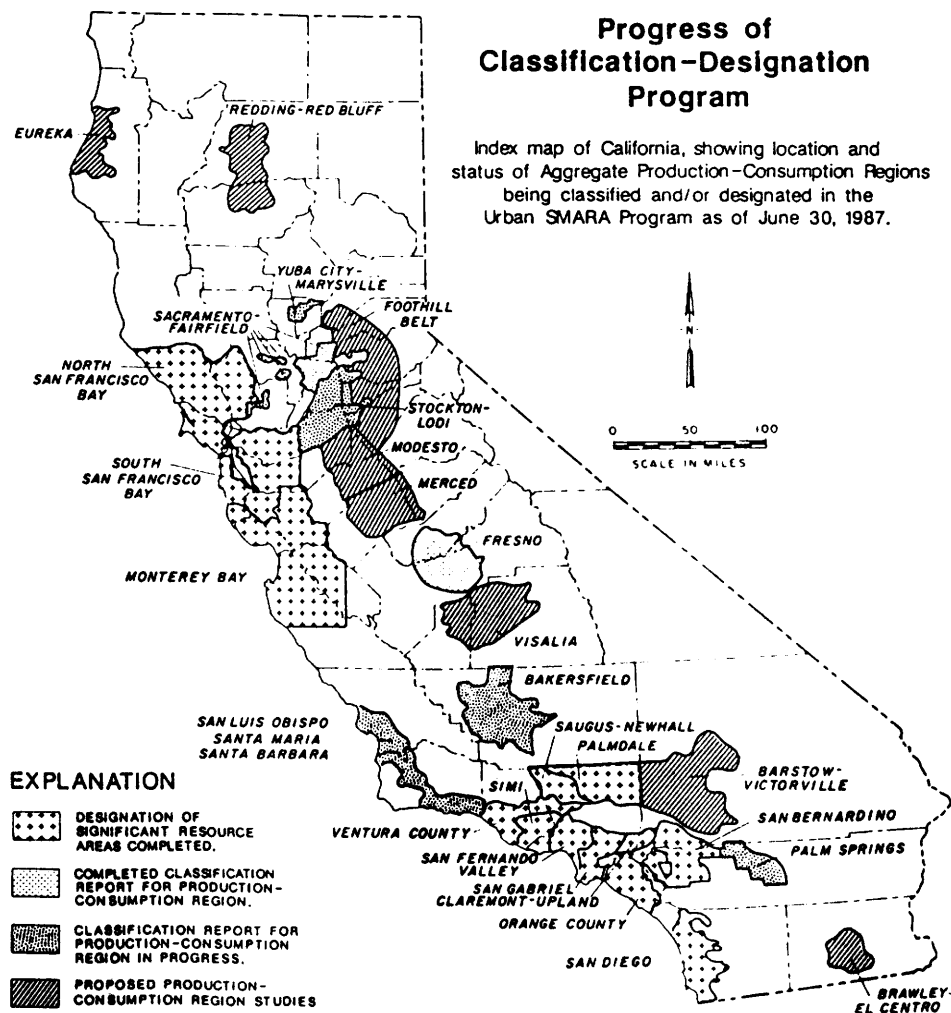 Progress of
Classification-Designation
Program
Index map of California, showing location and
status of Aggregate Production-Consumption Regions
being classified and/or designated in the
Urban SMARA Program as of June 30, 1987.
EUREKA
REDDING-RED BLUFF
YUBA CITY-
MARYSVILLE
SACRAMENTO-
FAIRFIELD
FOOTHILL
BELT
NORTH
SAN FRANCISCO
BAY
STOCKTON-
LODI
MODESTO
MERCED
SOUTH
SAN FRANCISCO
BAY
N
0 50 100
SCALE IN MILES
FRESNO
MONTEREY BAY
VISALIA
BAKERSFIELD
SAN LUIS OBISPO
SANTA MARIA
SANTA BARBARA
SAUGUS-NEWHALL
PALMDALE
SIMI
BARSTOW-
VICTORVILLE
VENTURA COUNTY
SAN BERNARDINO
PALM SPRINGS
SAN FERNANDO
VALLEY
SAN GABRIEL
CLAREMONT-UPLAND
ORANGE COUNTY
SAN DIEGO
BRAWLEY-
EL CENTRO
EXPLANATION
DESIGNATION OF
SIGNIFICANT RESOURCE
AREAS COMPLETED.
COMPLETED CLASSIFICATION
REPORT FOR PRODUCTION-
CONSUMPTION REGION.
CLASSIFICATION REPORT FOR
PRODUCTION-CONSUMPTION
REGION IN PROGRESS.
PROPOSED PRODUCTION-
CONSUMPTION REGION STUDIES